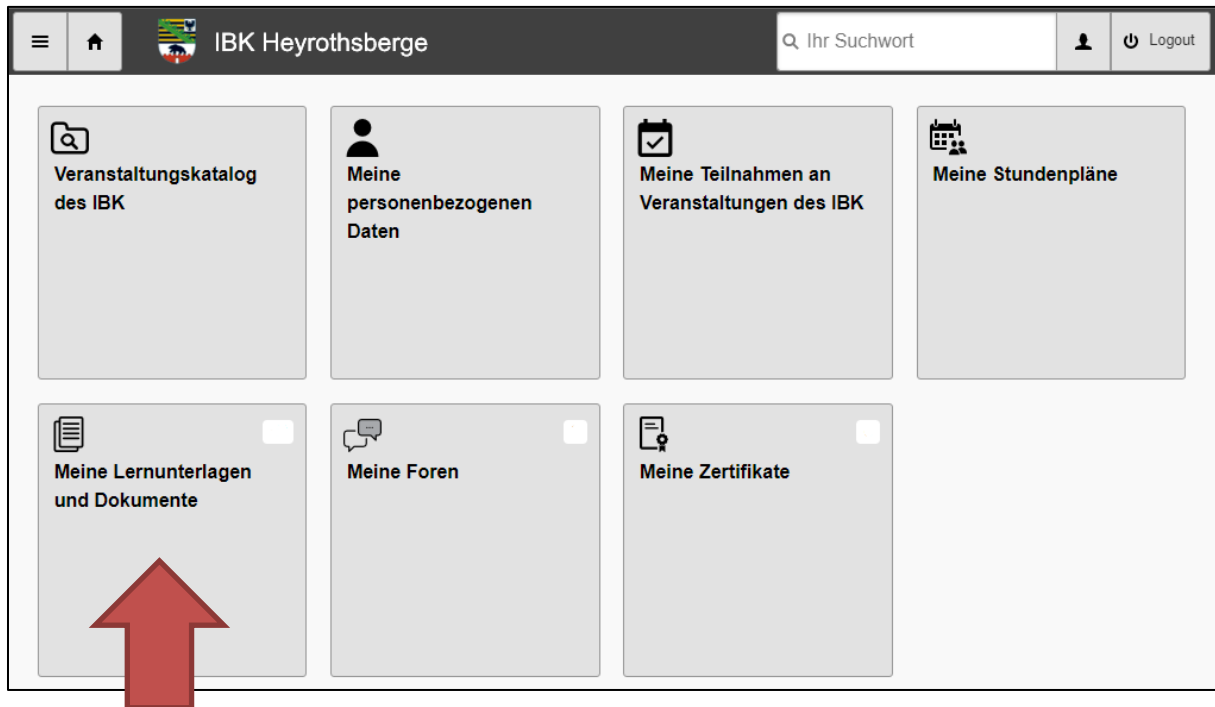 IBK Heyrothsberge
Ihr Suchwort
Logout
Veranstaltungskatalog
des IBK
Meine
personenbezogenen
Daten
Meine Teilnahmen an
Veranstaltungen des IBK
Meine Stundenpläne
Meine Lernunterlagen
und Dokumente
Meine Foren
Meine Zertifikate